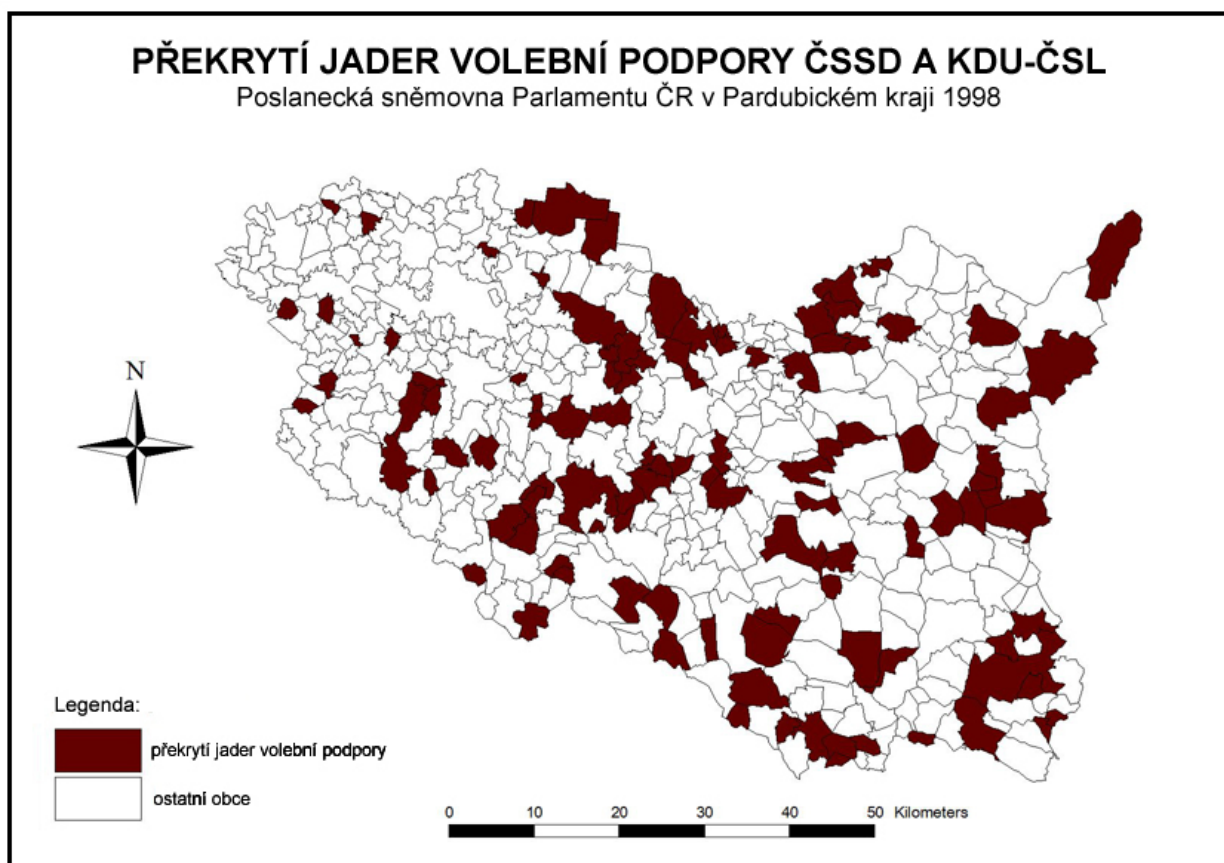 PŘEKRYTÍ JADER VOLEBNÍ PODPORY ČSSD A KDU-ČSL
Poslanecká sněmovna Parlamentu ČR v Pardubickém kraji 1998
N
Legenda:
překrytí jader volební podpory
ostatní obce
0 10 20 30 40 50 Kilometers